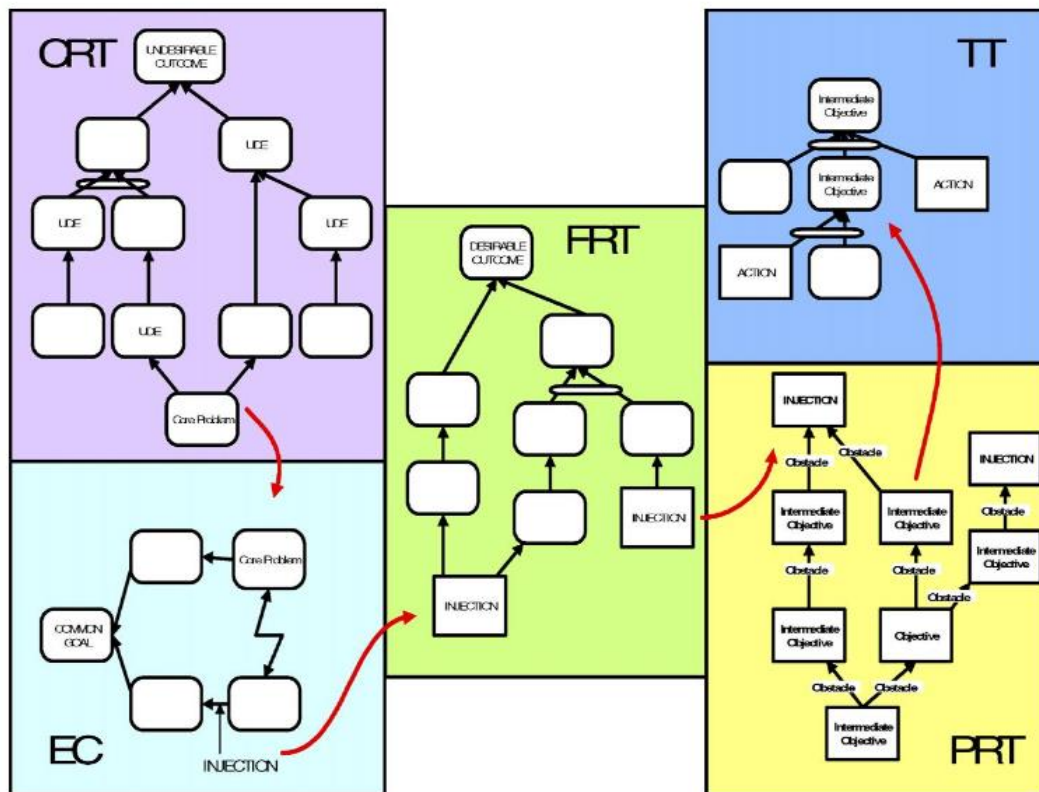 CRT
UNDESIRABLE
OUTCOME
UDE
UDE
UDE
UDE
Core Problem
EC
Core Problem
COMMON
GOAL
INJECTION
FRT
DESIRABLE
OUTCOME
INJECTION
INJECTION
TT
Intermediate
Objective
Intermediate
Objective
ACTION
ACTION
INJECTION
INJECTION
Obstacle
Obstacle
Obstacle
Intermediate
Objective
Intermediate
Objective
Intermediate
Objective
Obstacle
Obstacle
Obstacle
Intermediate
Objective
Objective
Obstacle
Obstacle
Intermediate
Objective
PRT